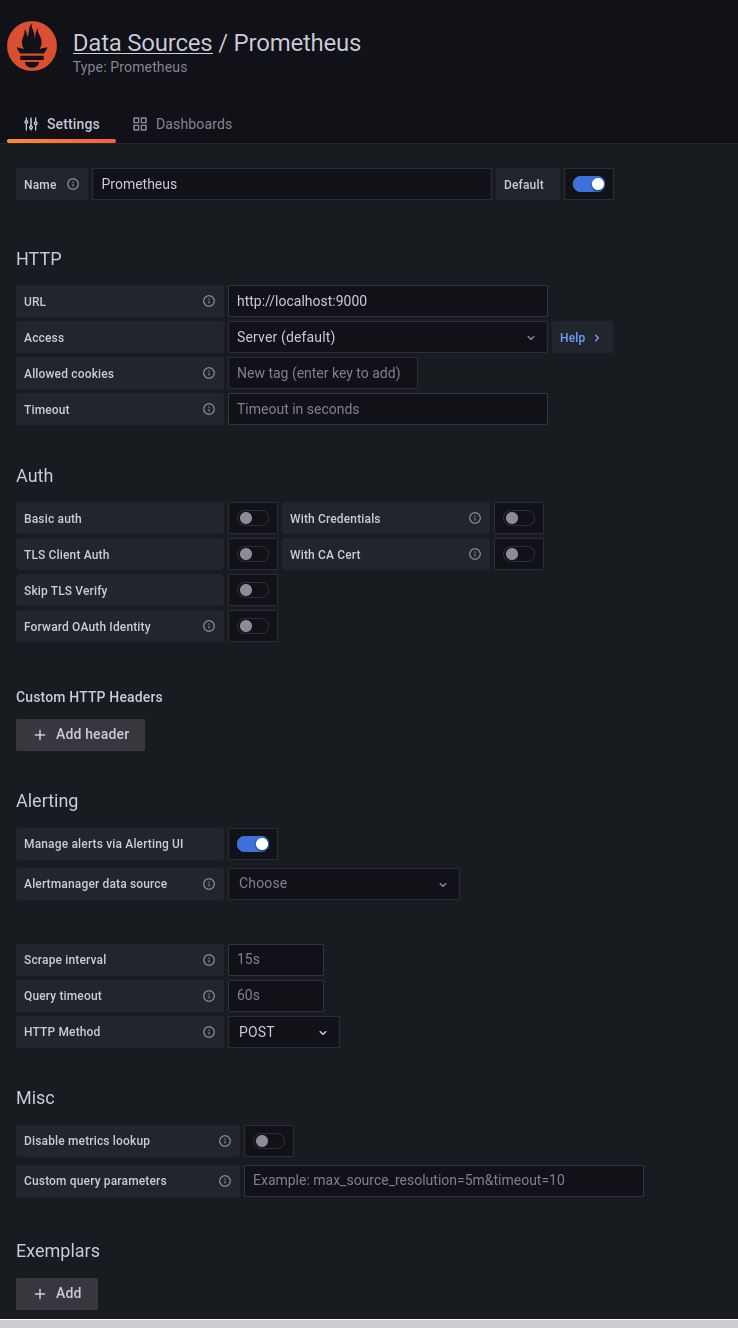 Data Sources / Prometheus
Type: Prometheus
Settings Dashboards
Name Prometheus Default
HTTP
URL http://localhost:9000
Access Server (default) Help
Allowed cookies New tag (enter key to add)
Timeout Timeout in seconds
Auth
Basic auth With Credentials
TLS Client Auth With CA Cert
Skip TLS Verify
Forward OAuth Identity
Custom HTTP Headers
+ Add header
Alerting
Manage alerts via Alerting UI
Alertmanager data source Choose
Scrape interval 15s
Query timeout 60s
HTTP Method POST
Misc
Disable metrics lookup
Custom query parameters Example: max_source_resolution=5m&timeout=10
Exemplars
+ Add